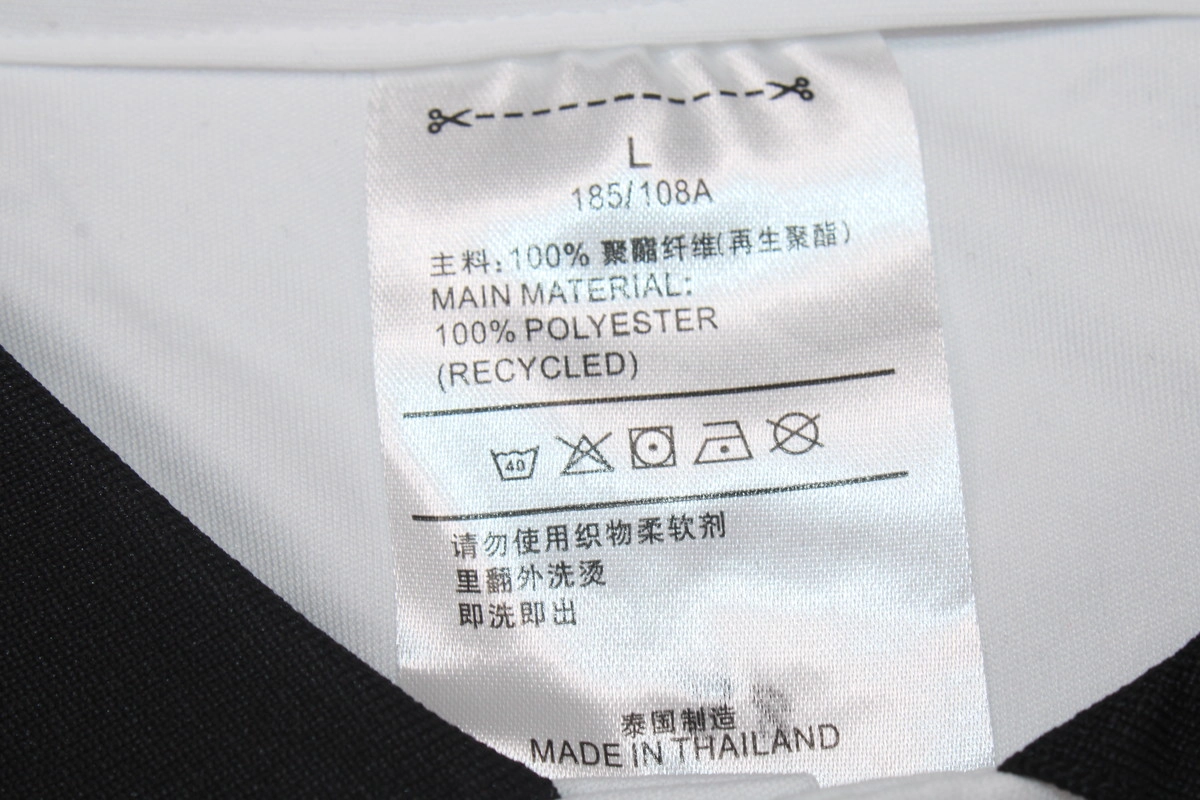 L
185/108A
主料:100% 聚酯纤维(再生聚酯)
MAIN MATERIAL:
100% POLYESTER
(RECYCLED)
40
请勿使用织物柔软剂
里翻外洗烫
即洗即出
泰国制造
MADE IN THAILAND